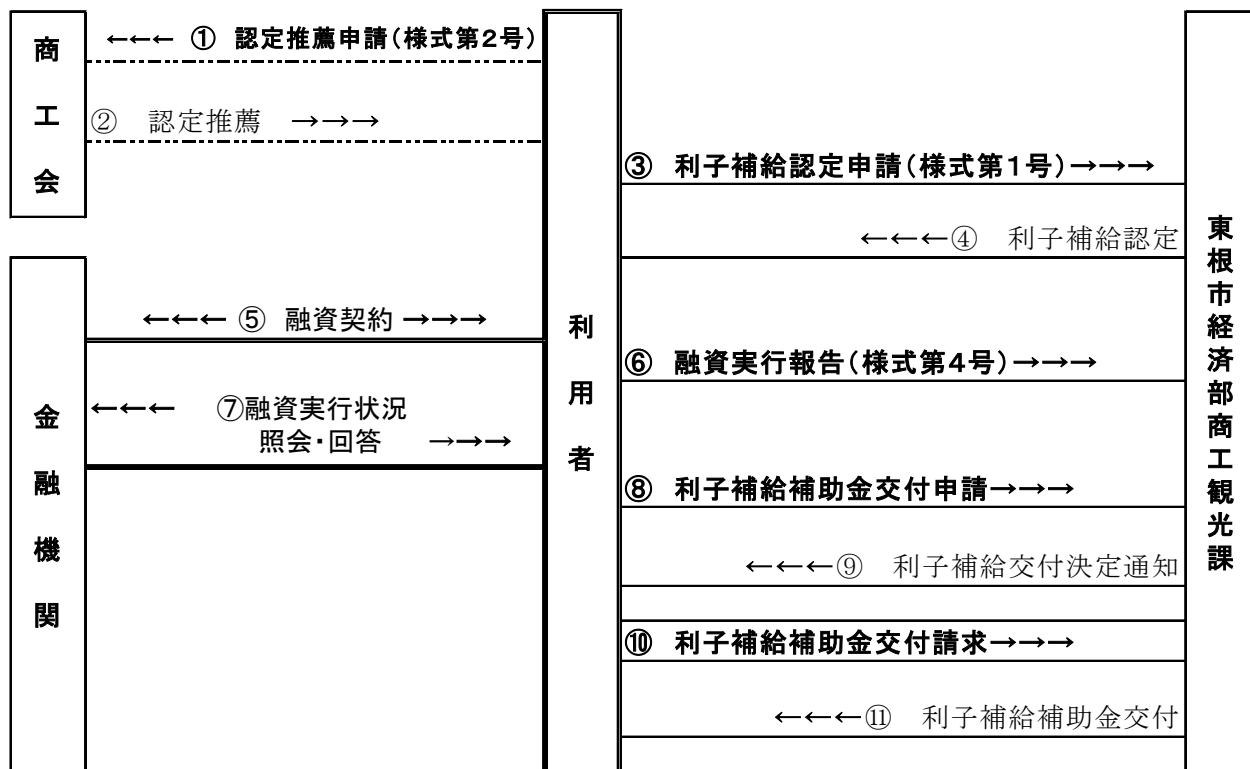 商工会
←←← ① 認定推薦申請(様式第2号)
② 認定推薦 →→→
利用者
③ 利子補給認定申請(様式第1号)→→→
←←←④ 利子補給認定
東根市経済部商工観光課
金融機関
←←← ⑤ 融資契約 →→→
⑥ 融資実行報告(様式第4号)→→→
←←← ⑦融資実行状況
照会・回答 →→→
⑧ 利子補給補助金交付申請→→→
←←←⑨ 利子補給交付決定通知
⑩ 利子補給補助金交付請求→→→
←←←⑪ 利子補給補助金交付